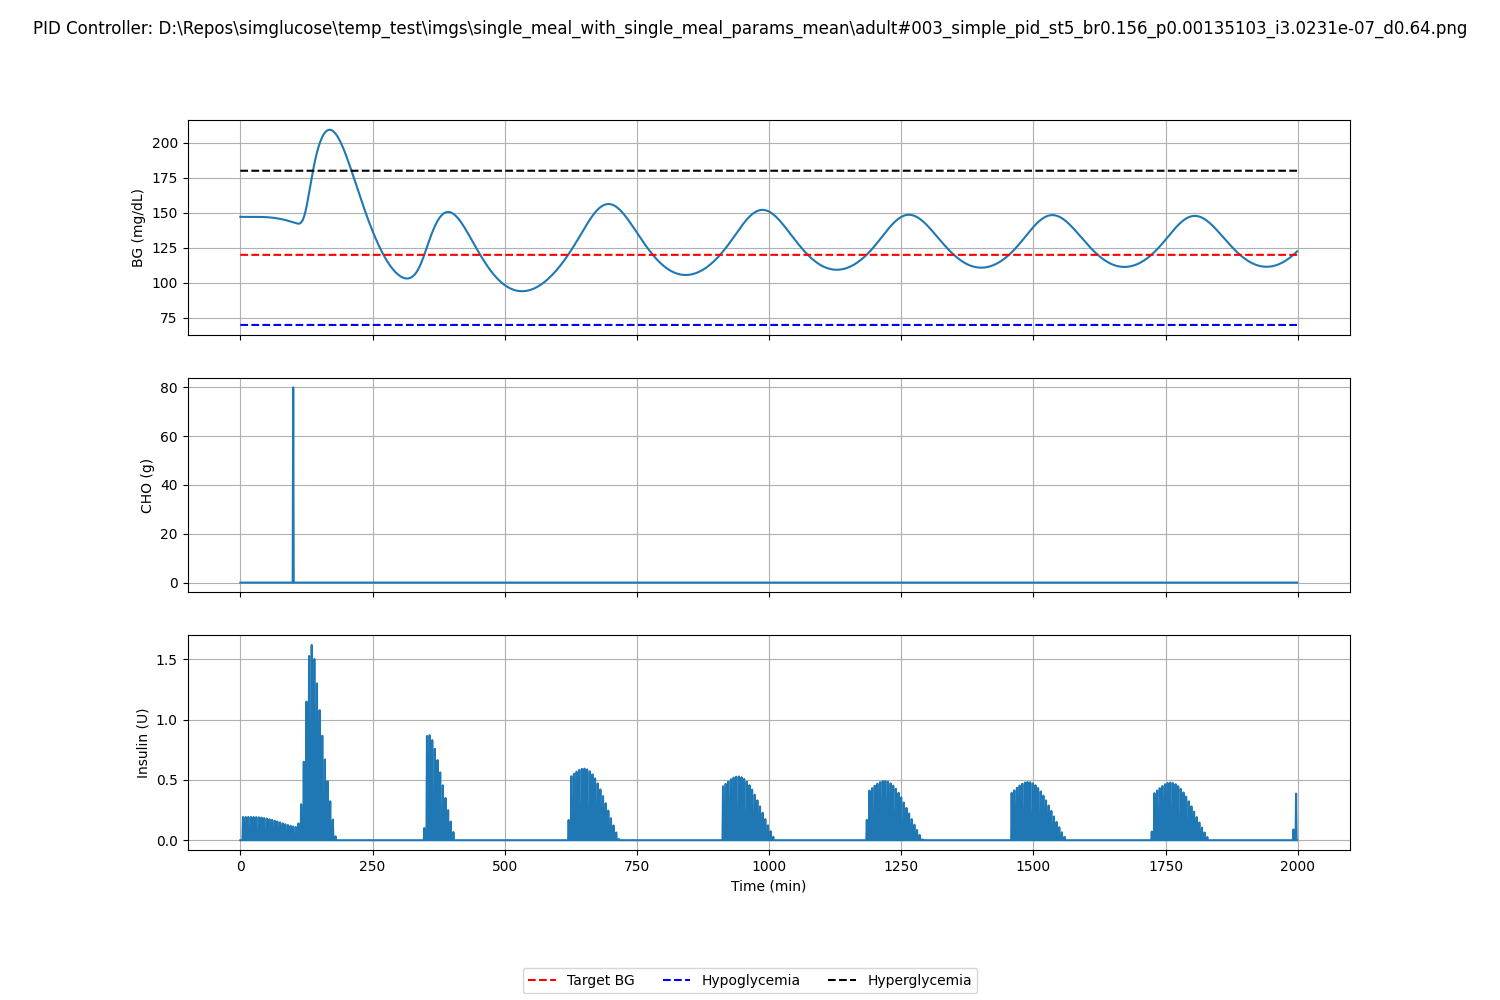 PID Controller: D:\Repos\simglucose\temp_test\imgs\single_meal_with_single_meal_params_mean\adult#003_simple_pid_st5_br0.156_p0.00135103_i3.0231e-07_d0.64.png
200
175
150
125
100
75
BG (mg/dL)
80
60
40
20
0
CHO (g)
1.5
1.0
0.5
0.0
Insulin (U)
0 250 500 750 1000 1250 1500 1750 2000
Time (min)
Target BG Hypoglycemia Hyperglycemia